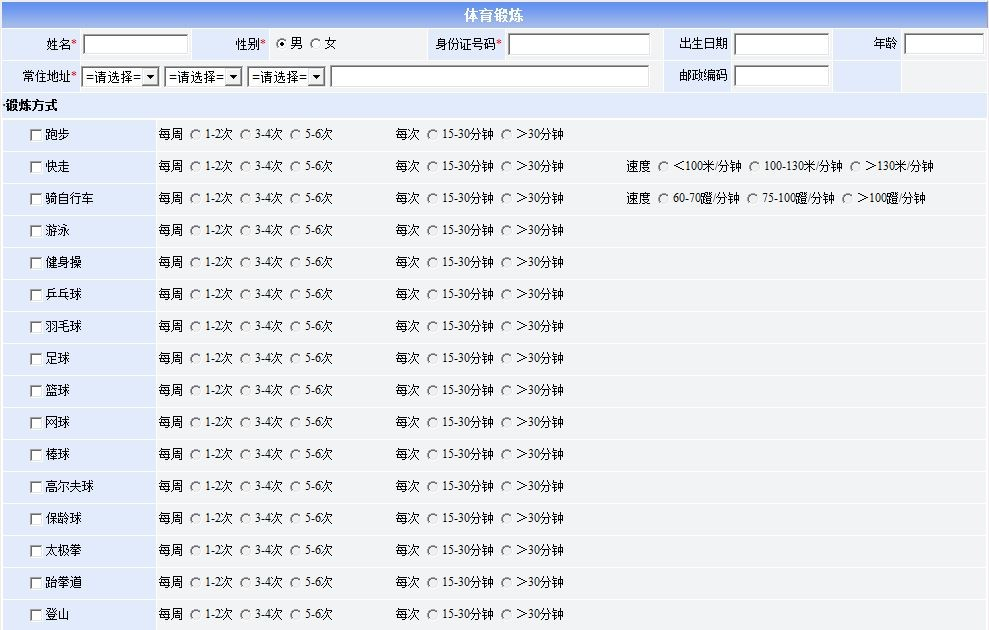 体育锻炼
姓名* 性别* 男 女 身份证号码* 出生日期 年龄
常住地址* =请选择= =请选择= =请选择= 邮政编码
·锻炼方式
跑步 每周 1-2次 3-4次 5-6次 每次 15-30分钟 >30分钟
快走 每周 1-2次 3-4次 5-6次 每次 15-30分钟 >30分钟 速度 <100米/分钟 100-130米/分钟 >130米/分钟
骑自行车 每周 1-2次 3-4次 5-6次 每次 15-30分钟 >30分钟 速度 60-70蹬/分钟 75-100蹬/分钟 >100蹬/分钟
游泳 每周 1-2次 3-4次 5-6次 每次 15-30分钟 >30分钟
健身操 每周 1-2次 3-4次 5-6次 每次 15-30分钟 >30分钟
乒乓球 每周 1-2次 3-4次 5-6次 每次 15-30分钟 >30分钟
羽毛球 每周 1-2次 3-4次 5-6次 每次 15-30分钟 >30分钟
足球 每周 1-2次 3-4次 5-6次 每次 15-30分钟 >30分钟
篮球 每周 1-2次 3-4次 5-6次 每次 15-30分钟 >30分钟
网球 每周 1-2次 3-4次 5-6次 每次 15-30分钟 >30分钟
棒球 每周 1-2次 3-4次 5-6次 每次 15-30分钟 >30分钟
高尔夫球 每周 1-2次 3-4次 5-6次 每次 15-30分钟 >30分钟
保龄球 每周 1-2次 3-4次 5-6次 每次 15-30分钟 >30分钟
太极拳 每周 1-2次 3-4次 5-6次 每次 15-30分钟 >30分钟
跆拳道 每周 1-2次 3-4次 5-6次 每次 15-30分钟 >30分钟
登山 每周 1-2次 3-4次 5-6次 每次 15-30分钟 >30分钟